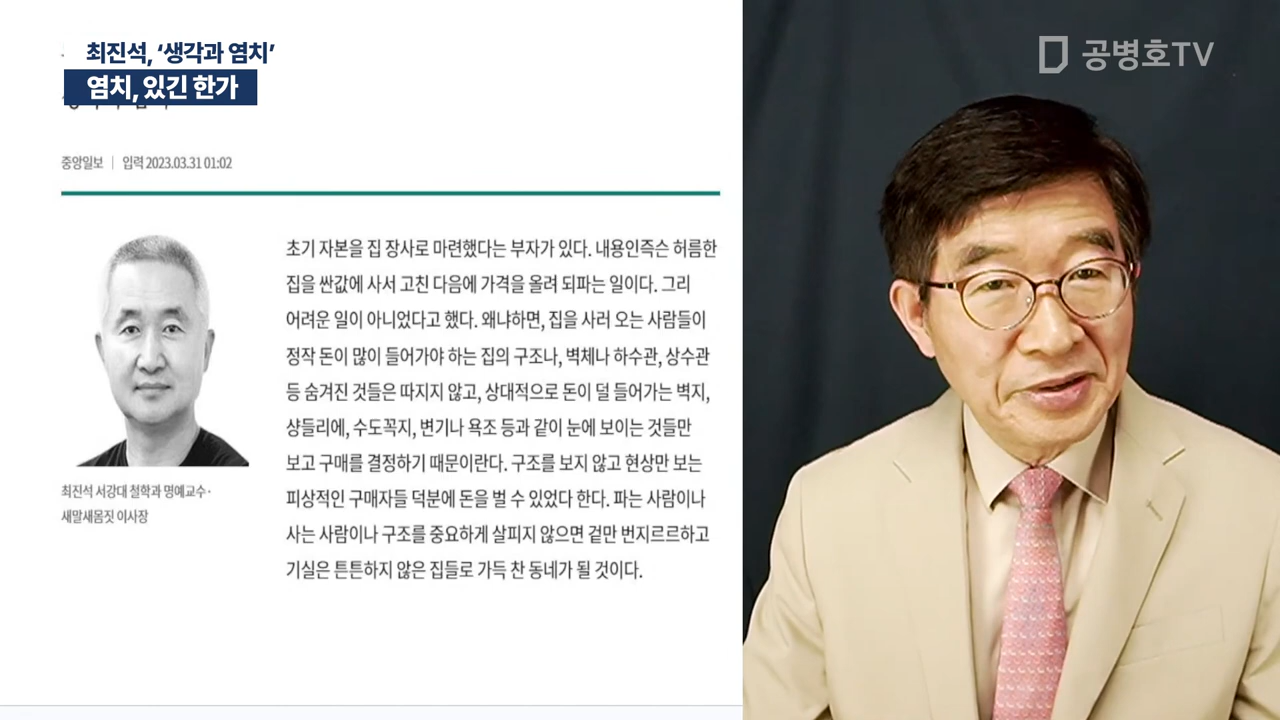 최진석, ‘생각과 염치’
염치, 있긴 한가
공병호TV
중앙일보 | 입력 2023.03.31 01:02
초기 자본을 집 장사로 마련했다는 부자가 있다. 내용인즉슨 허름한
집을 싼값에 사서 고친 다음에 가격을 올려 되파는 일이다. 그리
어려운 일이 아니었다고 했다. 왜냐하면, 집을 사러 오는 사람들이
정작 돈이 많이 들어가야 하는 집의 구조나, 벽체나 하수관, 상수관
등 숨겨진 것들은 따지지 않고, 상대적으로 돈이 덜 들어가는 벽지,
샹들리에, 수도꼭지, 변기나 욕조 등과 같이 눈에 보이는 것들만
보고 구매를 결정하기 때문이란다. 구조를 보지 않고 현상만 보는
피상적인 구매자들 덕분에 돈을 벌 수 있었다 한다. 파는 사람이나
사는 사람이나 구조를 중요하게 살피지 않으면 겉만 번지르르하고
기실은 튼튼하지 않은 집들로 가득 찬 동네가 될 것이다.
최진석 서강대 철학과 명예교수·
새말새몸짓 이사장